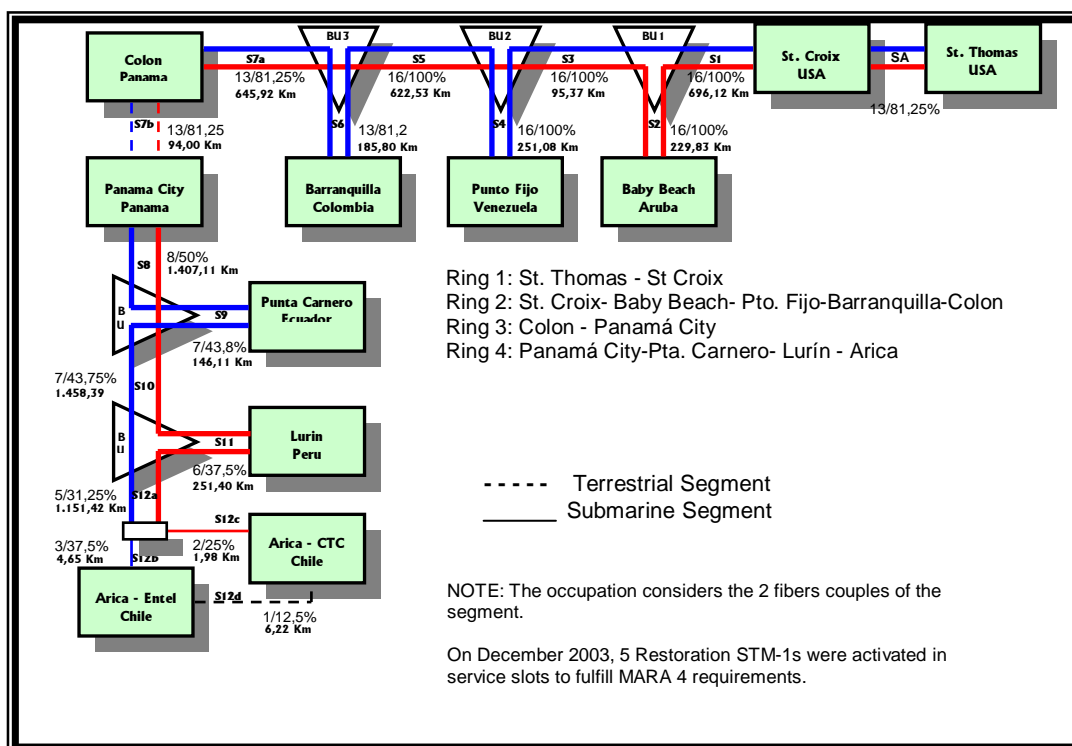 BU3
BU2
BU1
Colon
Panama
S7a
13/81,25%
645,92 Km
S5
16/100%
622,53 Km
S3
16/100%
95,37 Km
S1
16/100%
696,12 Km
St. Croix
USA
SA
13/81,25%
St. Thomas
USA
S7b
13/81,25
94,00 Km
S6
13/81,2
185,80 Km
S4
16/100%
251,08 Km
S2
16/100%
229,83 Km
Panama City
Panama
Barranquilla
Colombia
Punto Fijo
Venezuela
Baby Beach
Aruba
S8
8/50%
1.407,11 Km
BU
S9
Punta Carnero
Ecuador
7/43,8%
146,11 Km
Ring 1: St. Thomas - St Croix
Ring 2: St. Croix- Baby Beach- Pto. Fijo-Barranquilla-Colon
Ring 3: Colon - Panamá City
Ring 4: Panamá City-Pta. Carnero- Lurín - Arica
7/43,75%
1.458,39
S10
BU
S11
Lurin
Peru
6/37,5%
251,40 Km
5/31,25%
1.151,42 Km
S12a
Terrestrial Segment
Submarine Segment
S12c
2/25%
1,98 Km
Arica - CTC
Chile
3/37,5%
4,65 Km
S12b
Arica - Entel
Chile
S12d
1/12,5%
6,22 Km
NOTE: The occupation considers the 2 fibers couples of the
segment.
On December 2003, 5 Restoration STM-1s were activated in
service slots to fulfill MARA 4 requirements.